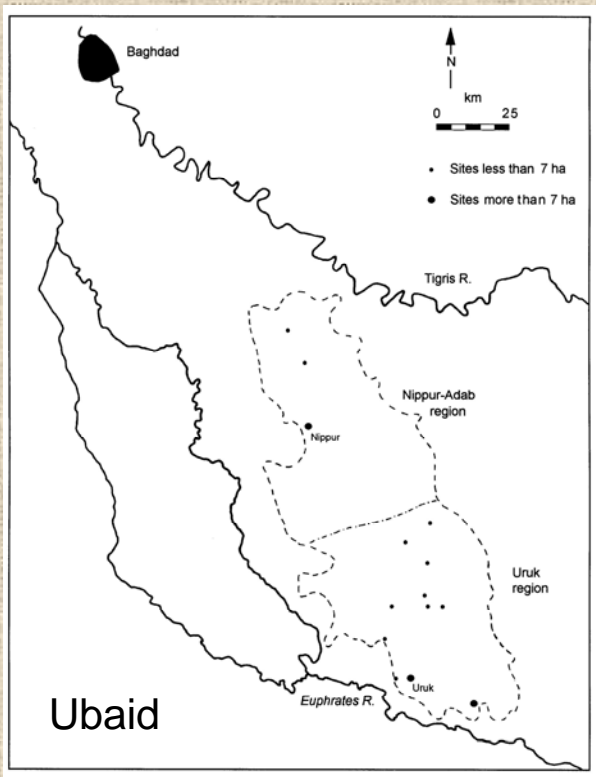 Baghdad
N
km
0 25
Sites less than 7 ha
Sites more than 7 ha
Tigris R.
Nippur-Adab
region
Nippur
Uruk
region
Uruk
Euphrates R.
Ubaid